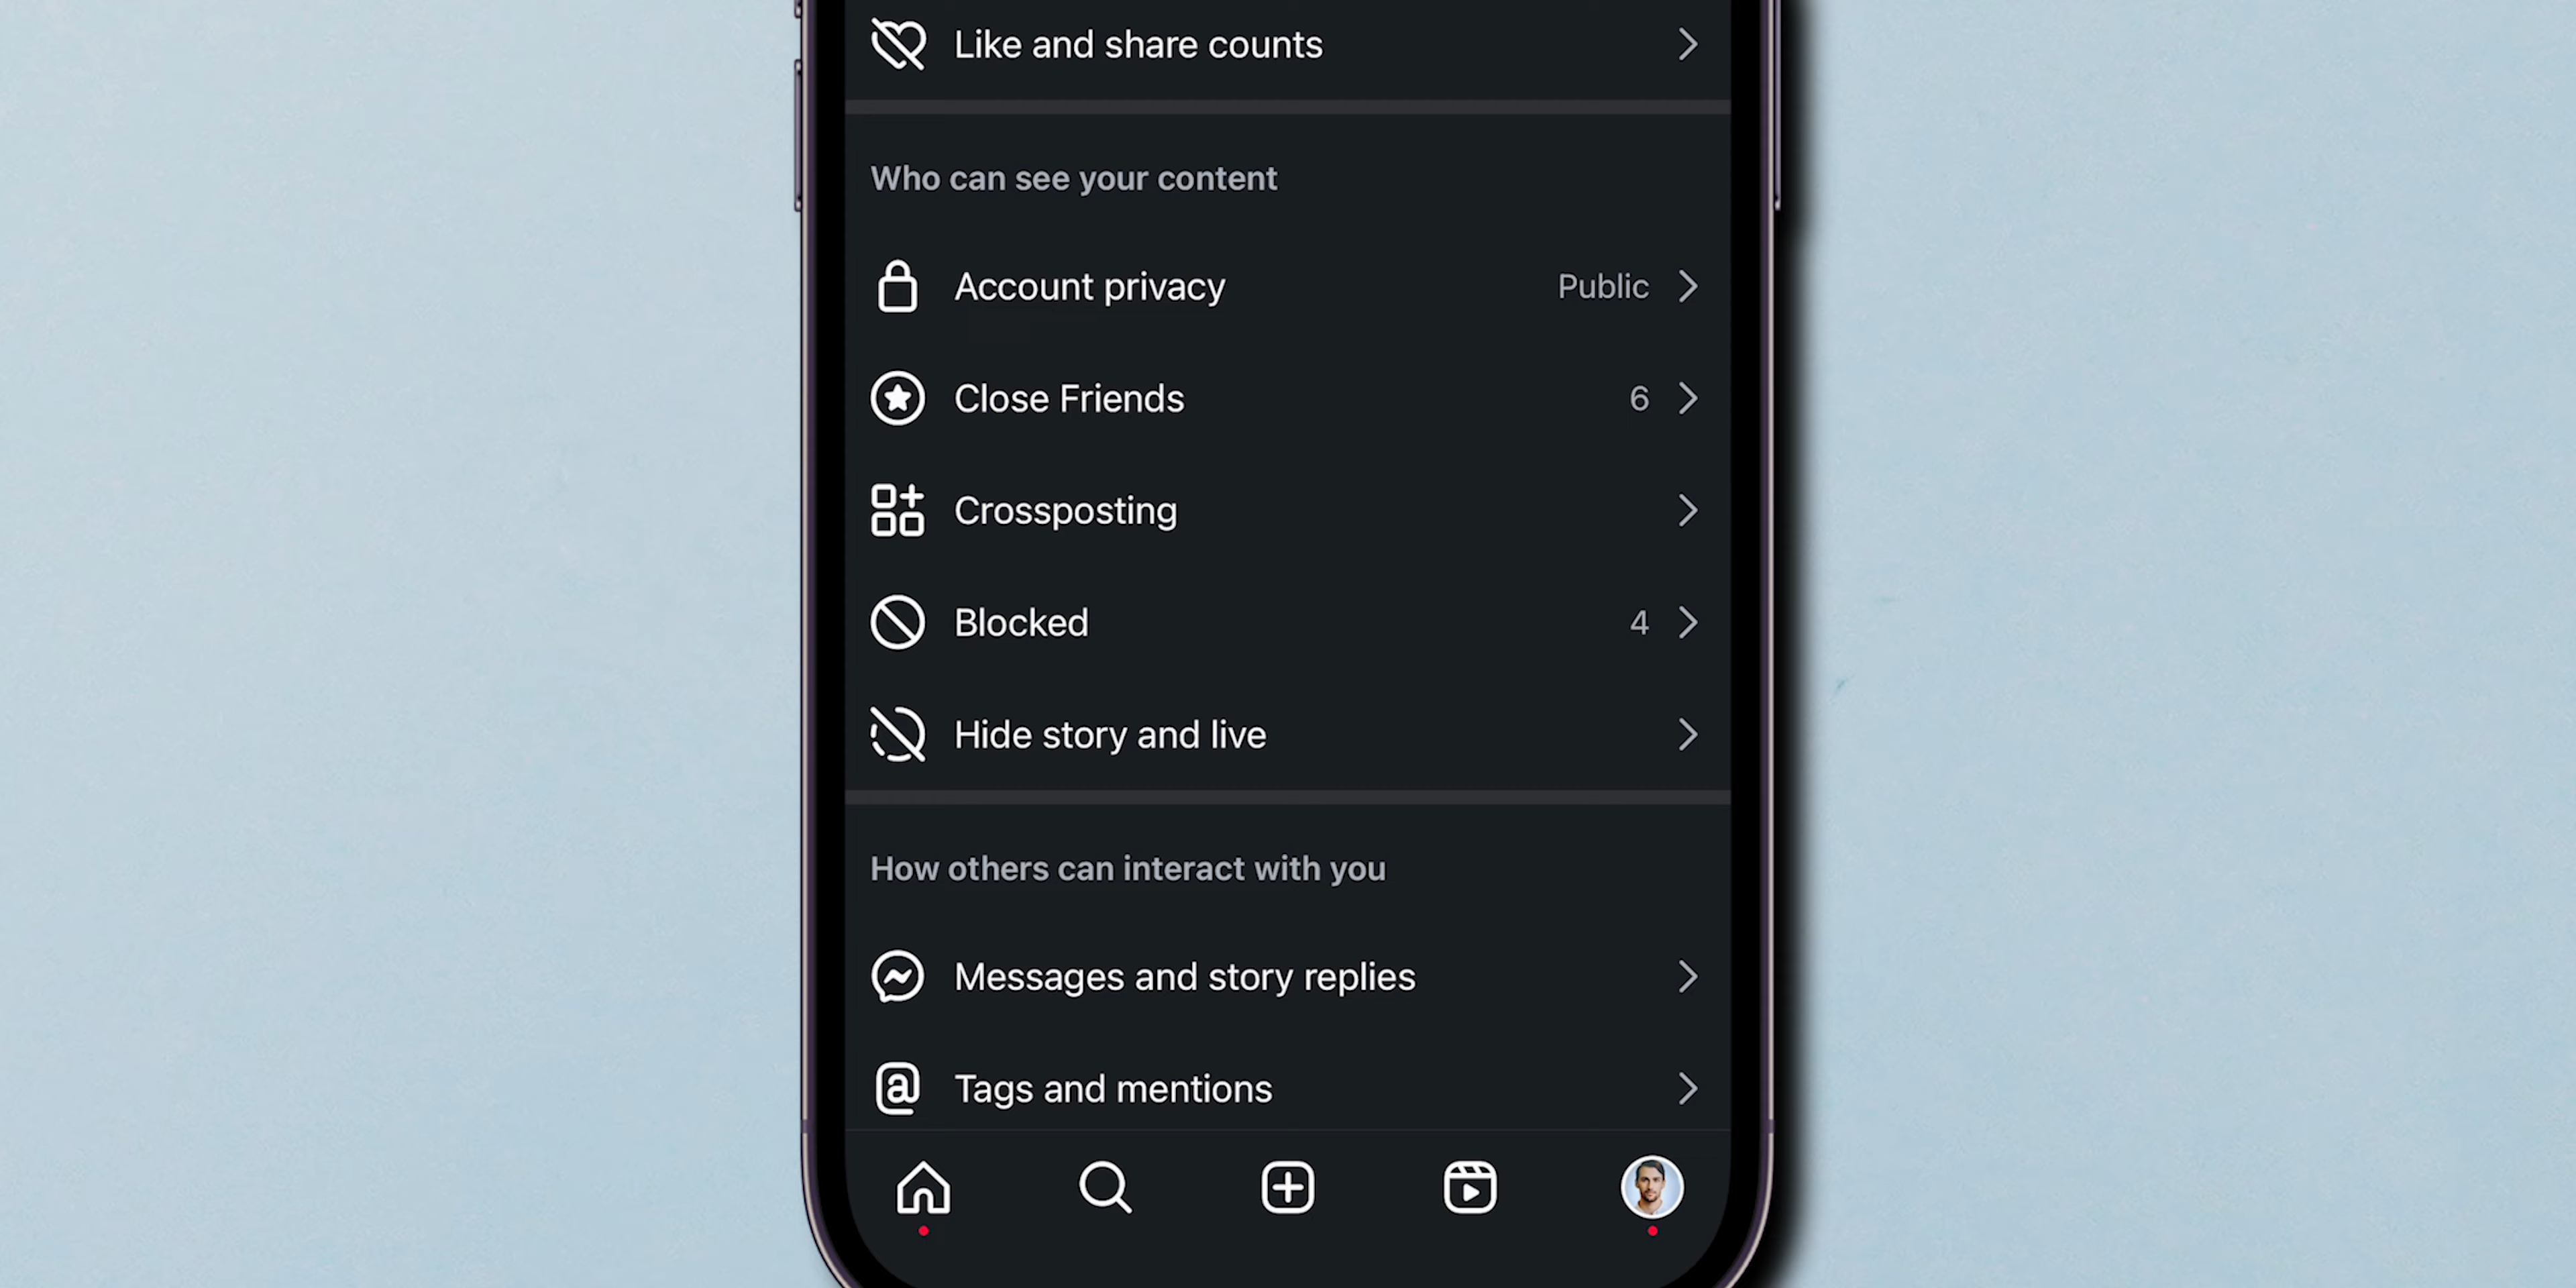 Like and share counts
Who can see your content
Account privacy Public
Close Friends 6
Crossposting
Blocked 4
Hide story and live
How others can interact with you
Messages and story replies
Tags and mentions